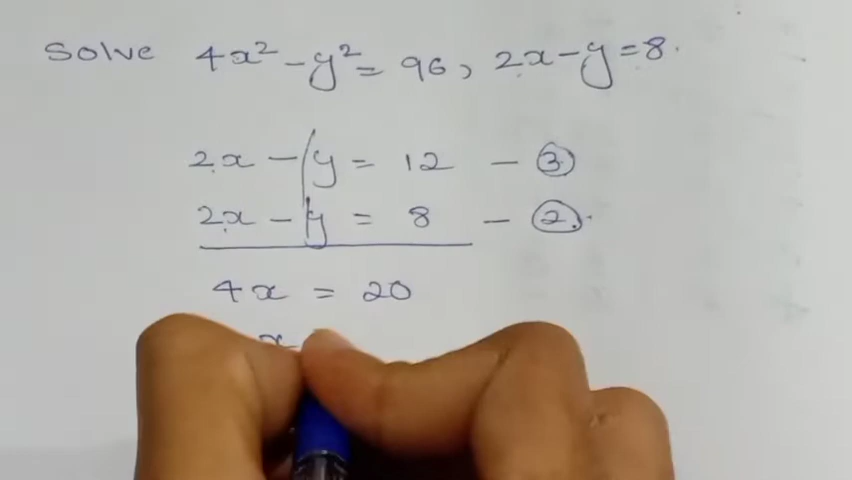 Solve 4x² - y² = 96, 2x - y = 8.
2x - y = 12 - ③
2x - y = 8 - ②.
4x = 20
x